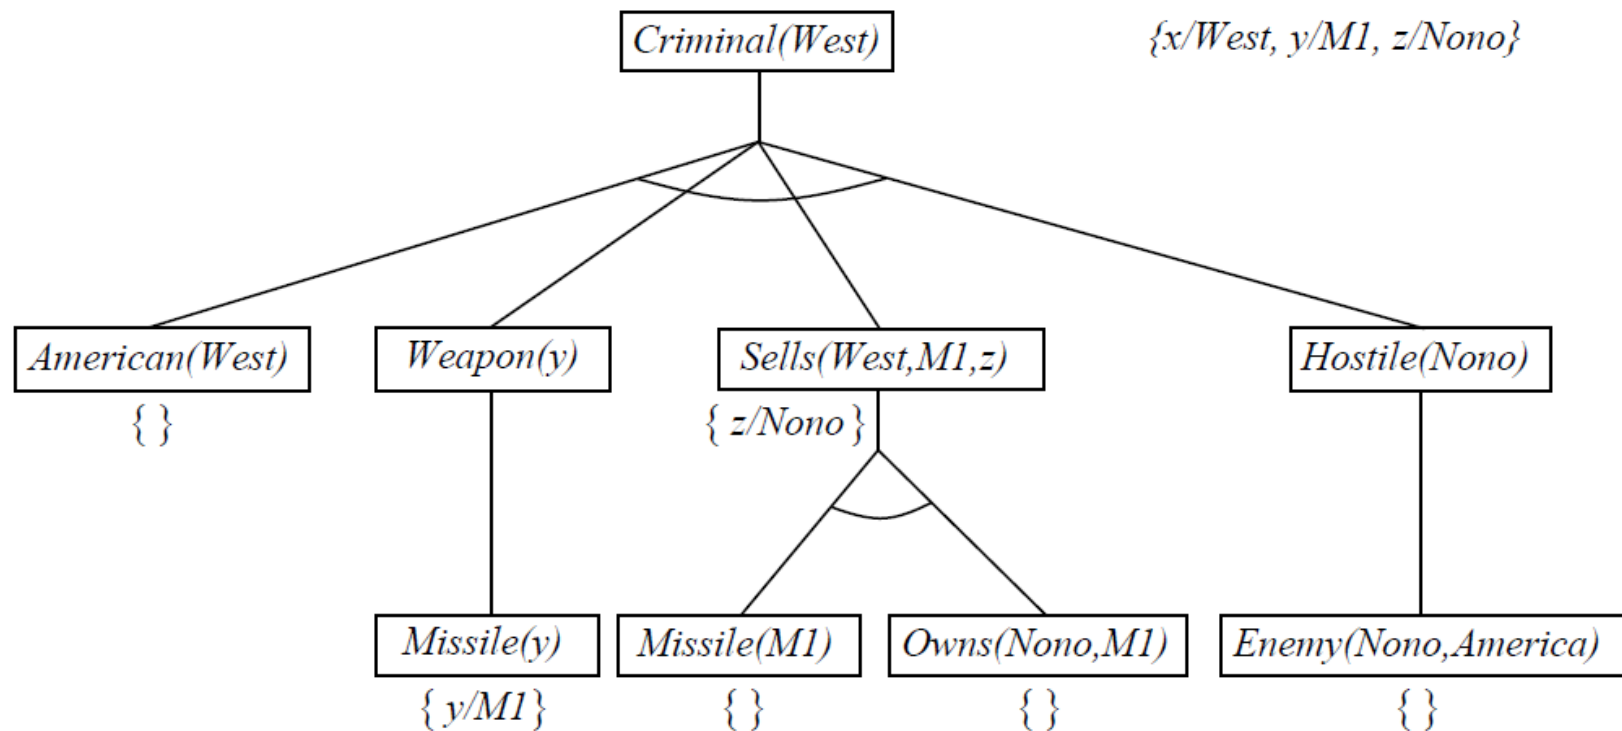 Criminal(West)
{x/West, y/M1, z/Nono}
American(West)
Weapon(y)
Sells(West,M1,z)
Hostile(Nono)
{ }
{ z/Nono }
Missile(y)
Missile(M1)
Owns(Nono,M1)
Enemy(Nono,America)
{ y/M1 }
{ }
{ }
{ }